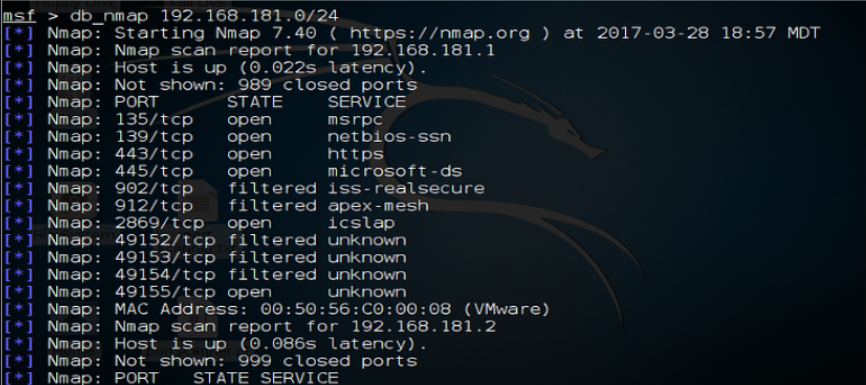 msf > db_nmap 192.168.181.0/24
[*] Nmap: Starting Nmap 7.40 ( https://nmap.org ) at 2017-03-28 18:57 MDT
[*] Nmap: Nmap scan report for 192.168.181.1
[*] Nmap: Host is up (0.022s latency).
[*] Nmap: Not shown: 989 closed ports
[*] Nmap: PORT      STATE    SERVICE
[*] Nmap: 135/tcp   open     msrpc
[*] Nmap: 139/tcp   open     netbios-ssn
[*] Nmap: 443/tcp   open     https
[*] Nmap: 445/tcp   open     microsoft-ds
[*] Nmap: 902/tcp   filtered iss-realsecure
[*] Nmap: 912/tcp   filtered apex-mesh
[*] Nmap: 2869/tcp  open     icslap
[*] Nmap: 49152/tcp filtered unknown
[*] Nmap: 49153/tcp filtered unknown
[*] Nmap: 49154/tcp filtered unknown
[*] Nmap: 49155/tcp open     unknown
[*] Nmap: MAC Address: 00:50:56:C0:00:08 (VMware)
[*] Nmap: Nmap scan report for 192.168.181.2
[*] Nmap: Host is up (0.086s latency).
[*] Nmap: Not shown: 999 closed ports
[*] Nmap: PORT   STATE SERVICE